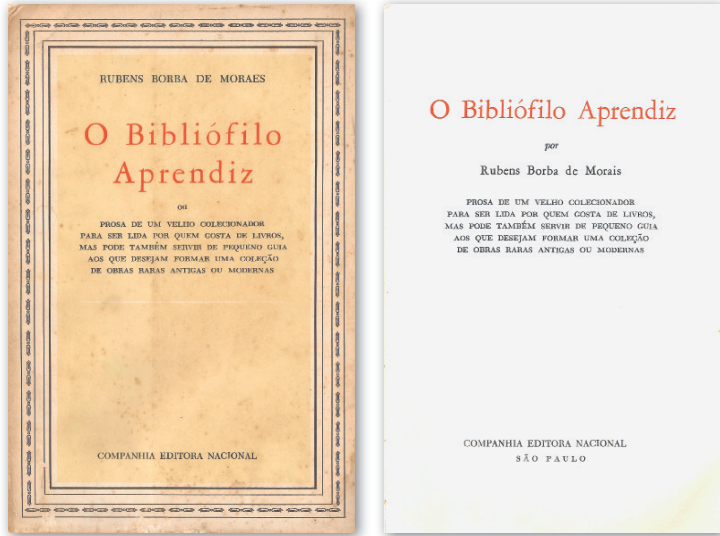 RUBENS BORBA DE MORAES
O Bibliófilo
Aprendiz
ou
PROSA DE UM VELHO COLECIONADOR
PARA SER LIDA POR QUEM GOSTA DE LIVROS,
MAS PODE TAMBÉM SERVIR DE PEQUENO GUIA
AOS QUE DESEJAM FORMAR UMA COLEÇÃO
DE OBRAS RARAS ANTIGAS OU MODERNAS
COMPANHIA EDITORA NACIONAL
O Bibliófilo Aprendiz
por
Rubens Borba de Morais
PROSA DE UM VELHO COLECIONADOR
PARA SER LIDA POR QUEM GOSTA DE LIVROS,
MAS PODE TAMBÉM SERVIR DE PEQUENO GUIA
AOS QUE DESEJAM FORMAR UMA COLEÇÃO
DE OBRAS RARAS ANTIGAS OU MODERNAS
COMPANHIA EDITORA NACIONAL
SÃO PAULO